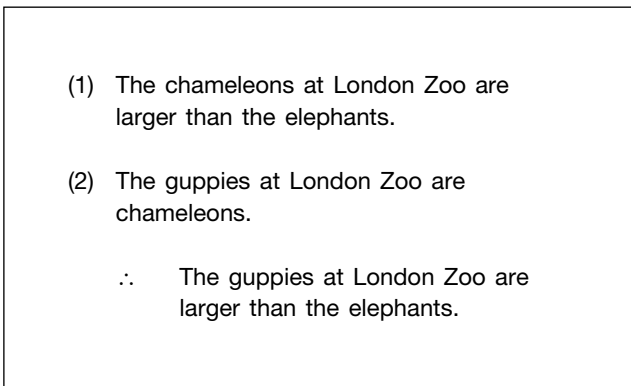 (1) The chameleons at London Zoo are
larger than the elephants.
(2) The guppies at London Zoo are
chameleons.
∴ The guppies at London Zoo are
larger than the elephants.